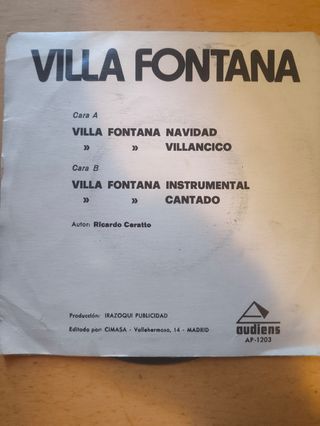 VILLA FONTANA
Cara A
VILLA FONTANA NAVIDAD
» » VILLANCICO
Cara B
VILLA FONTANA INSTRUMENTAL
» » CANTADO
Autor: Ricardo Ceratto
Producción: IRAZOQUI PUBLICIDAD
Editado por: CIMASA - Vallehermoso, 14 - MADRID
audiens
AP-1203